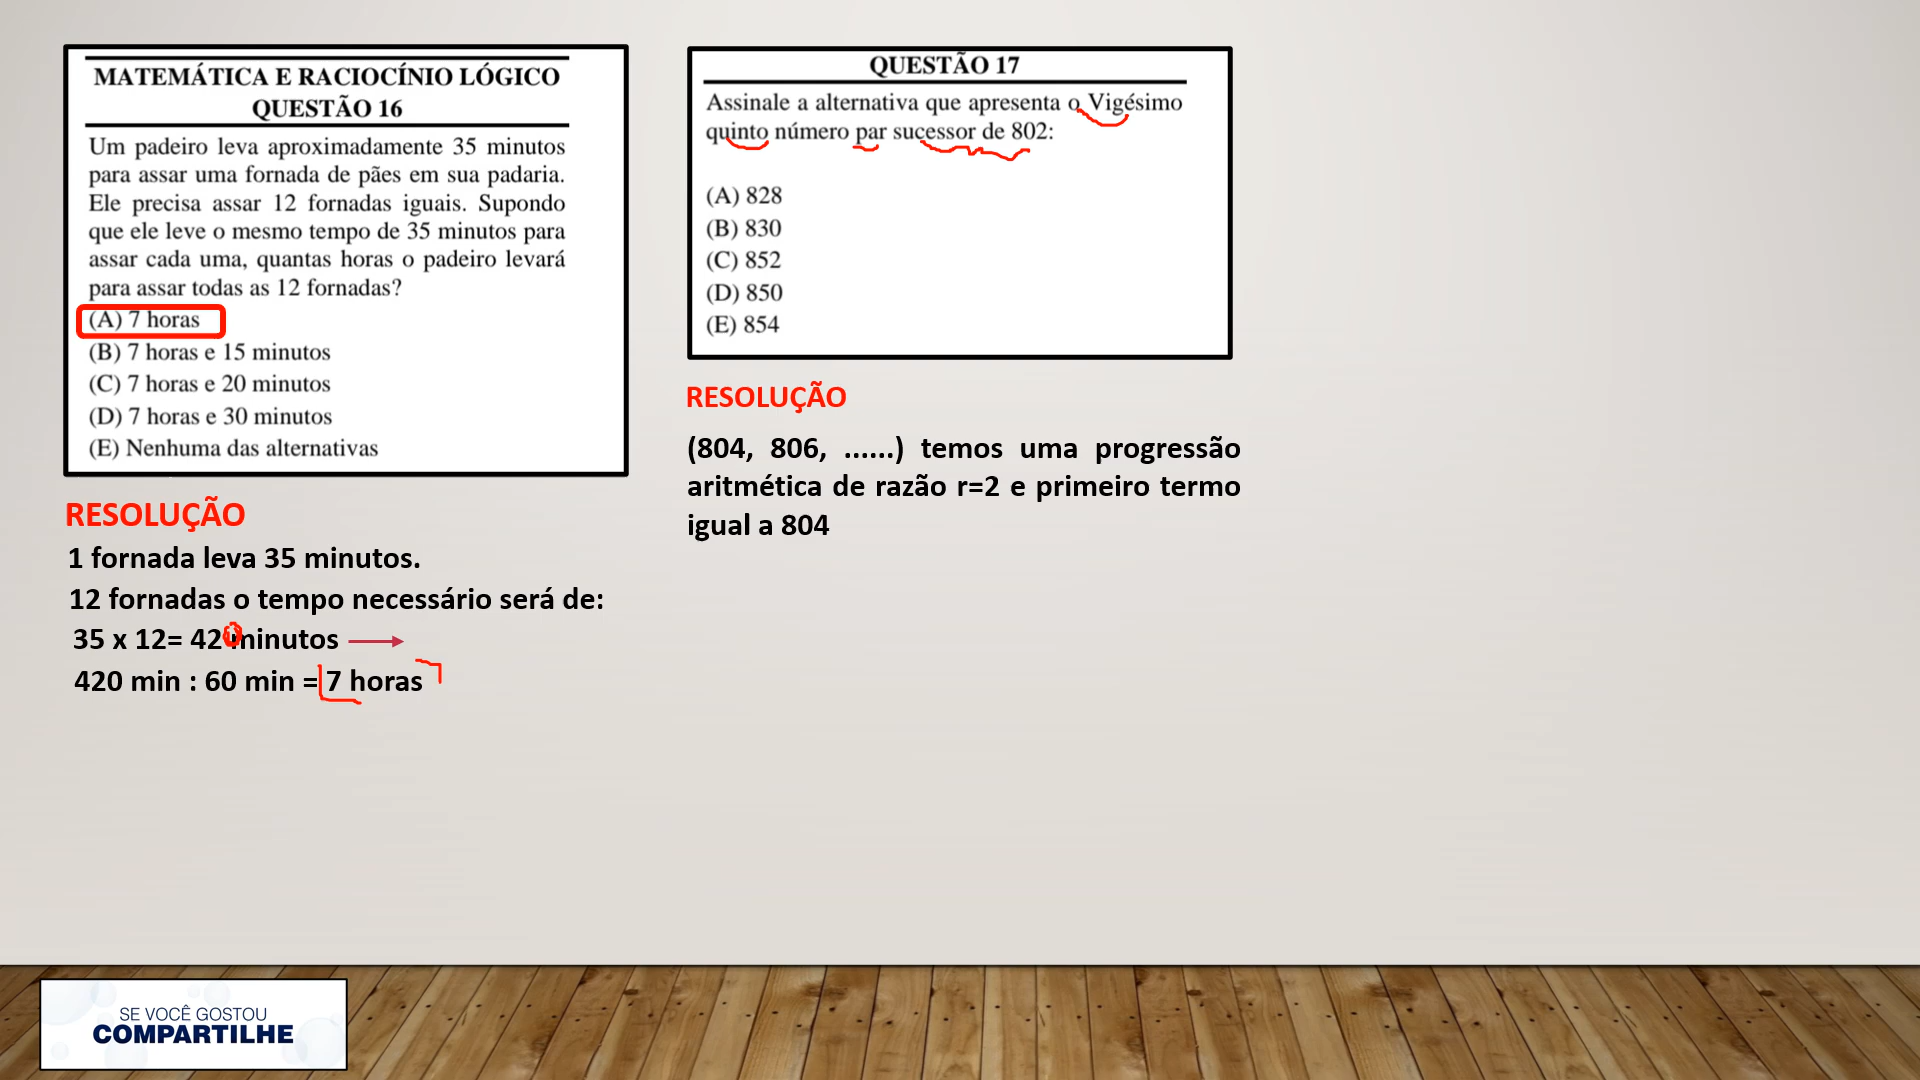 MATEMÁTICA E RACIOCÍNIO LÓGICO
QUESTÃO 16
Um padeiro leva aproximadamente 35 minutos
para assar uma fornada de pães em sua padaria.
Ele precisa assar 12 fornadas iguais. Supondo
que ele leve o mesmo tempo de 35 minutos para
assar cada uma, quantas horas o padeiro levará
para assar todas as 12 fornadas?
(A) 7 horas
(B) 7 horas e 15 minutos
(C) 7 horas e 20 minutos
(D) 7 horas e 30 minutos
(E) Nenhuma das alternativas
RESOLUÇÃO
1 fornada leva 35 minutos.
12 fornadas o tempo necessário será de:
35 x 12= 420 minutos
420 min : 60 min = 7 horas
QUESTÃO 17
Assinale a alternativa que apresenta o Vigésimo
quinto número par sucessor de 802:
(A) 828
(B) 830
(C) 852
(D) 850
(E) 854
RESOLUÇÃO
(804, 806, ......) temos uma progressão
aritmética de razão r=2 e primeiro termo
igual a 804
SE VOCÊ GOSTOU
COMPARTILHE